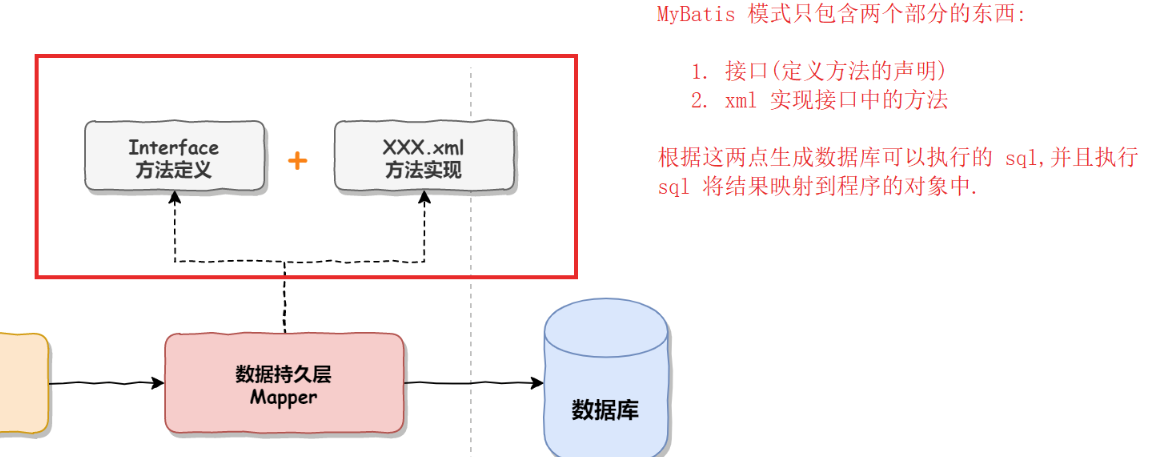 MyBatis 模式只包含两个部分的东西:
1. 接口(定义方法的声明)
2. xml 实现接口中的方法
根据这两点生成数据库可以执行的 sql,并且执行
sql 将结果映射到程序的对象中.
Interface
方法定义
+
XXX.xml
方法实现
数据持久层
Mapper
数据库